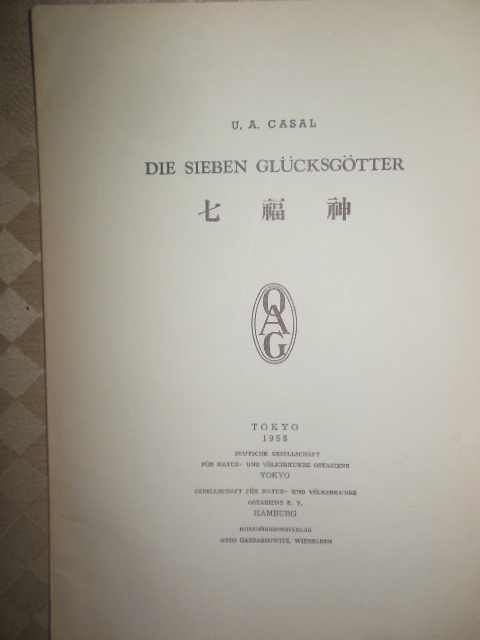 U. A. CASAL
DIE SIEBEN GLÜCKSGÖTTER
七 福 神
OAG
TOKYO
1958
DEUTSCHE GESELLSCHAFT
FÜR NATUR- UND VÖLKERKUNDE OSTASIENS
TOKYO
GESELLSCHAFT FÜR NATUR- UND VÖLKERKUNDE
OSTASIENS E. V.
HAMBURG
KOMMISSIONSVERLAG
OTTO HARRASSOWITZ, WIESBADEN